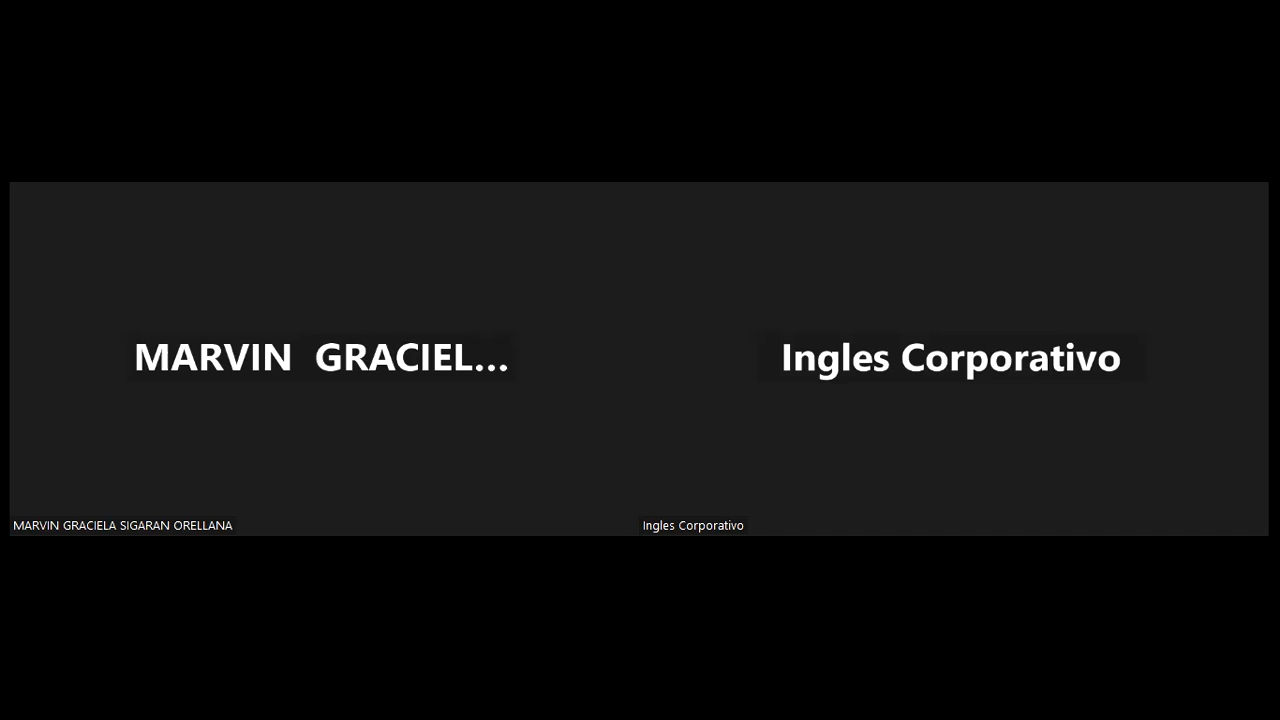 MARVIN  GRACIEL...
Ingles Corporativo
MARVIN GRACIELA SIGARAN ORELLANA
Ingles Corporativo